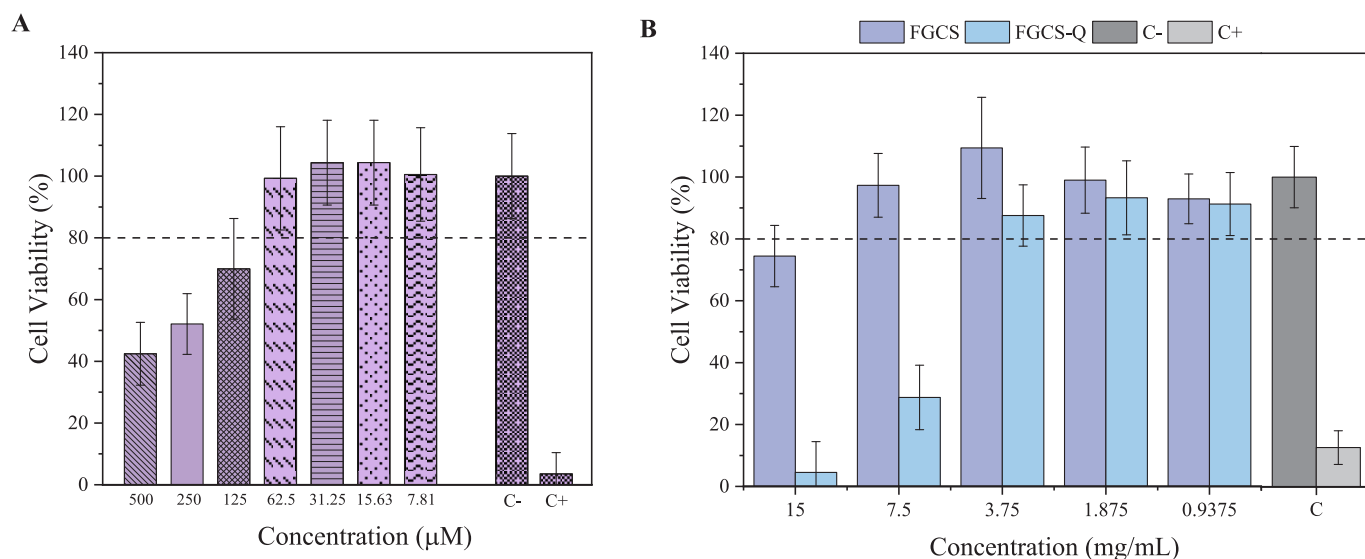 A
Cell Viability (%)
140
120
100
80
60
40
20
0
500 250 125 62.5 31.25 15.63 7.81 C- C+
Concentration (μM)
B
FGCS FGCS-Q C- C+
Cell Viability (%)
140
120
100
80
60
40
20
0
15 7.5 3.75 1.875 0.9375 C
Concentration (mg/mL)